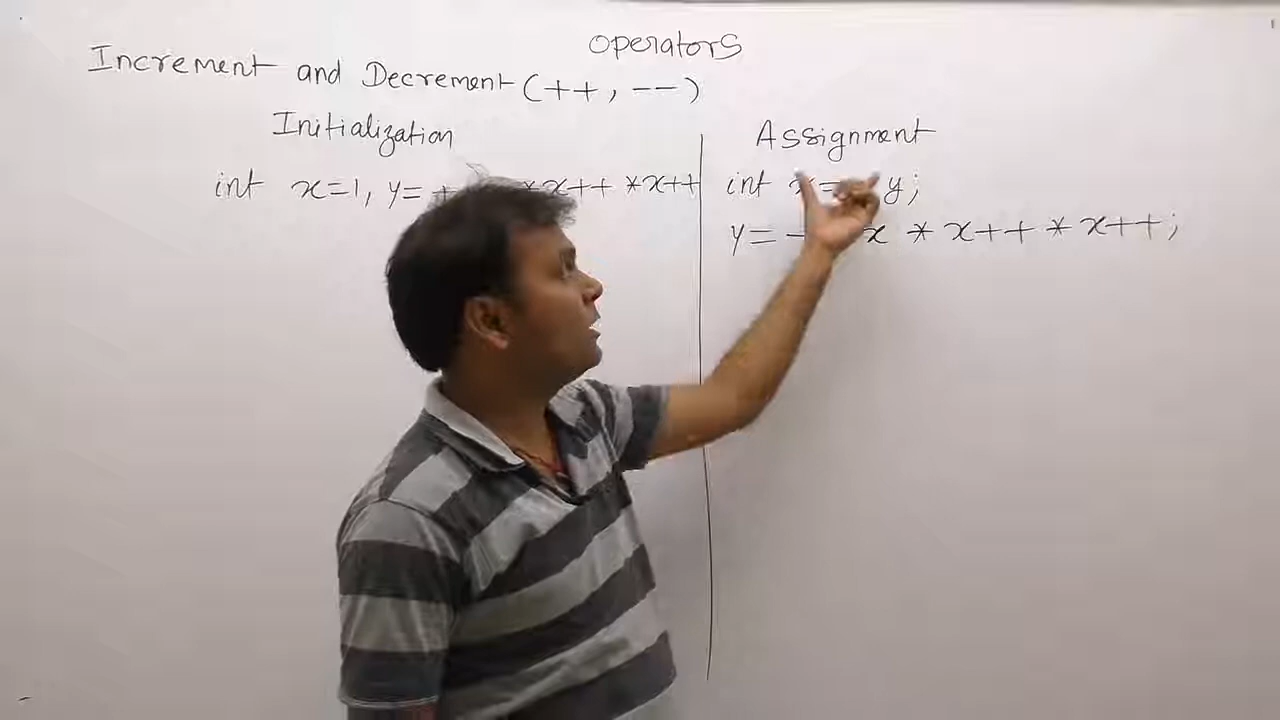 Operators
Increment and Decrement (++, --)
Initialization
int x=1, y= *x++ *x++
Assignment
int x= y;
y= x * x++ * x++;